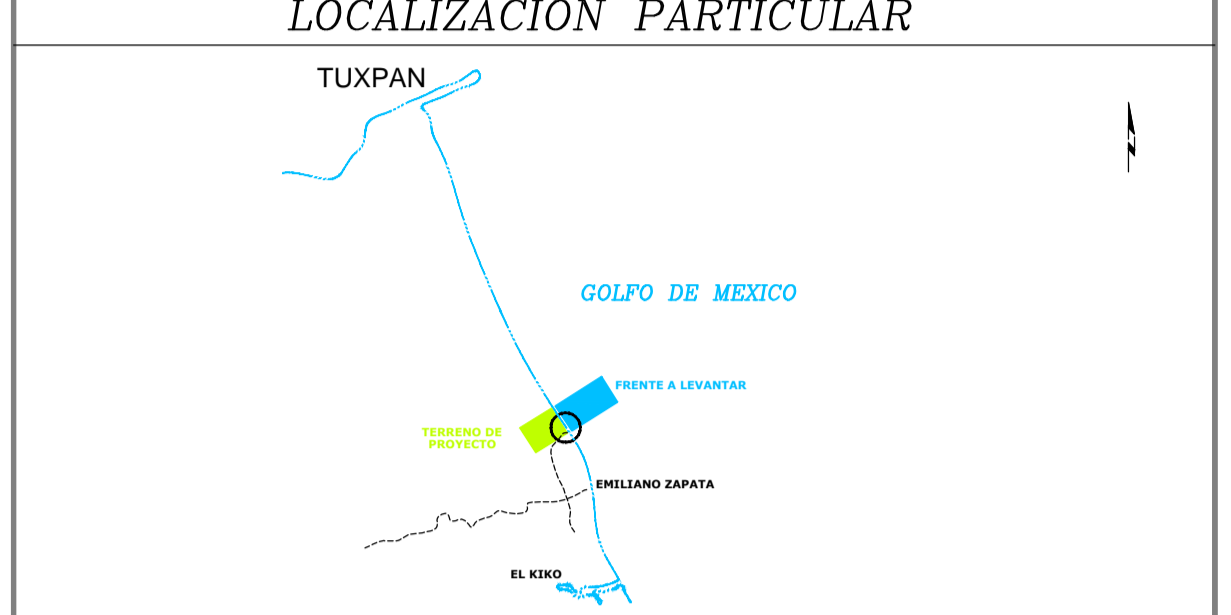 LOCALIZACION PARTICULAR
TUXPAN
GOLFO DE MEXICO
FRENTE A LEVANTAR
TERRENO DE
PROYECTO
EMILIANO ZAPATA
EL KIKO